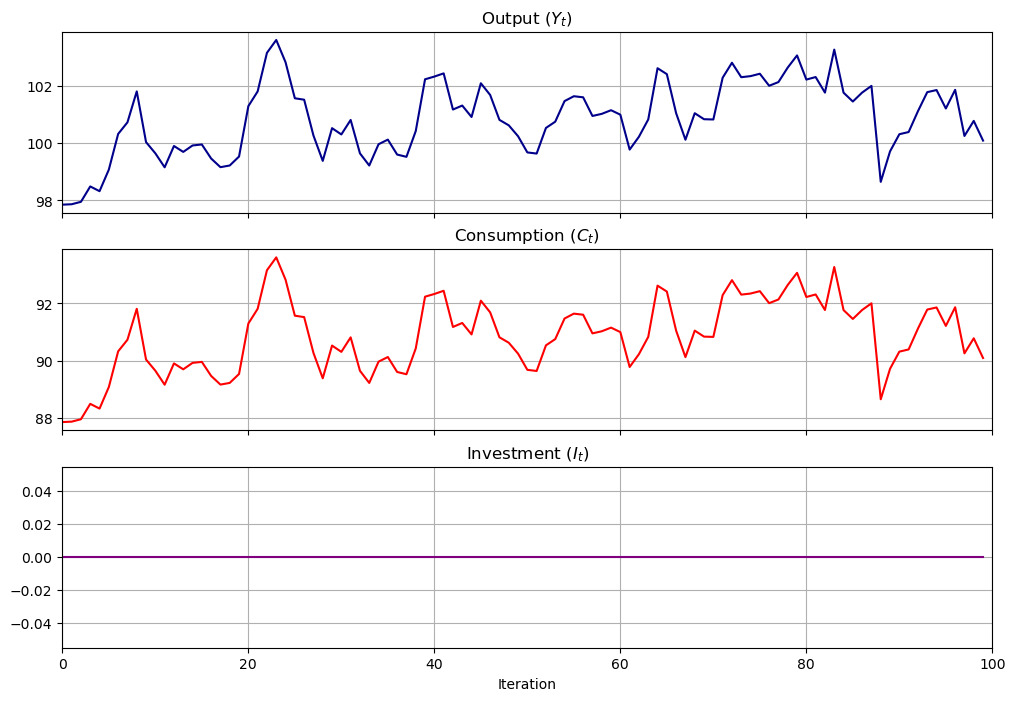 Output (Y_t)
102
100
98
Consumption (C_t)
92
90
88
Investment (I_t)
0.04
0.02
0.00
−0.02
−0.04
0 20 40 60 80 100
Iteration